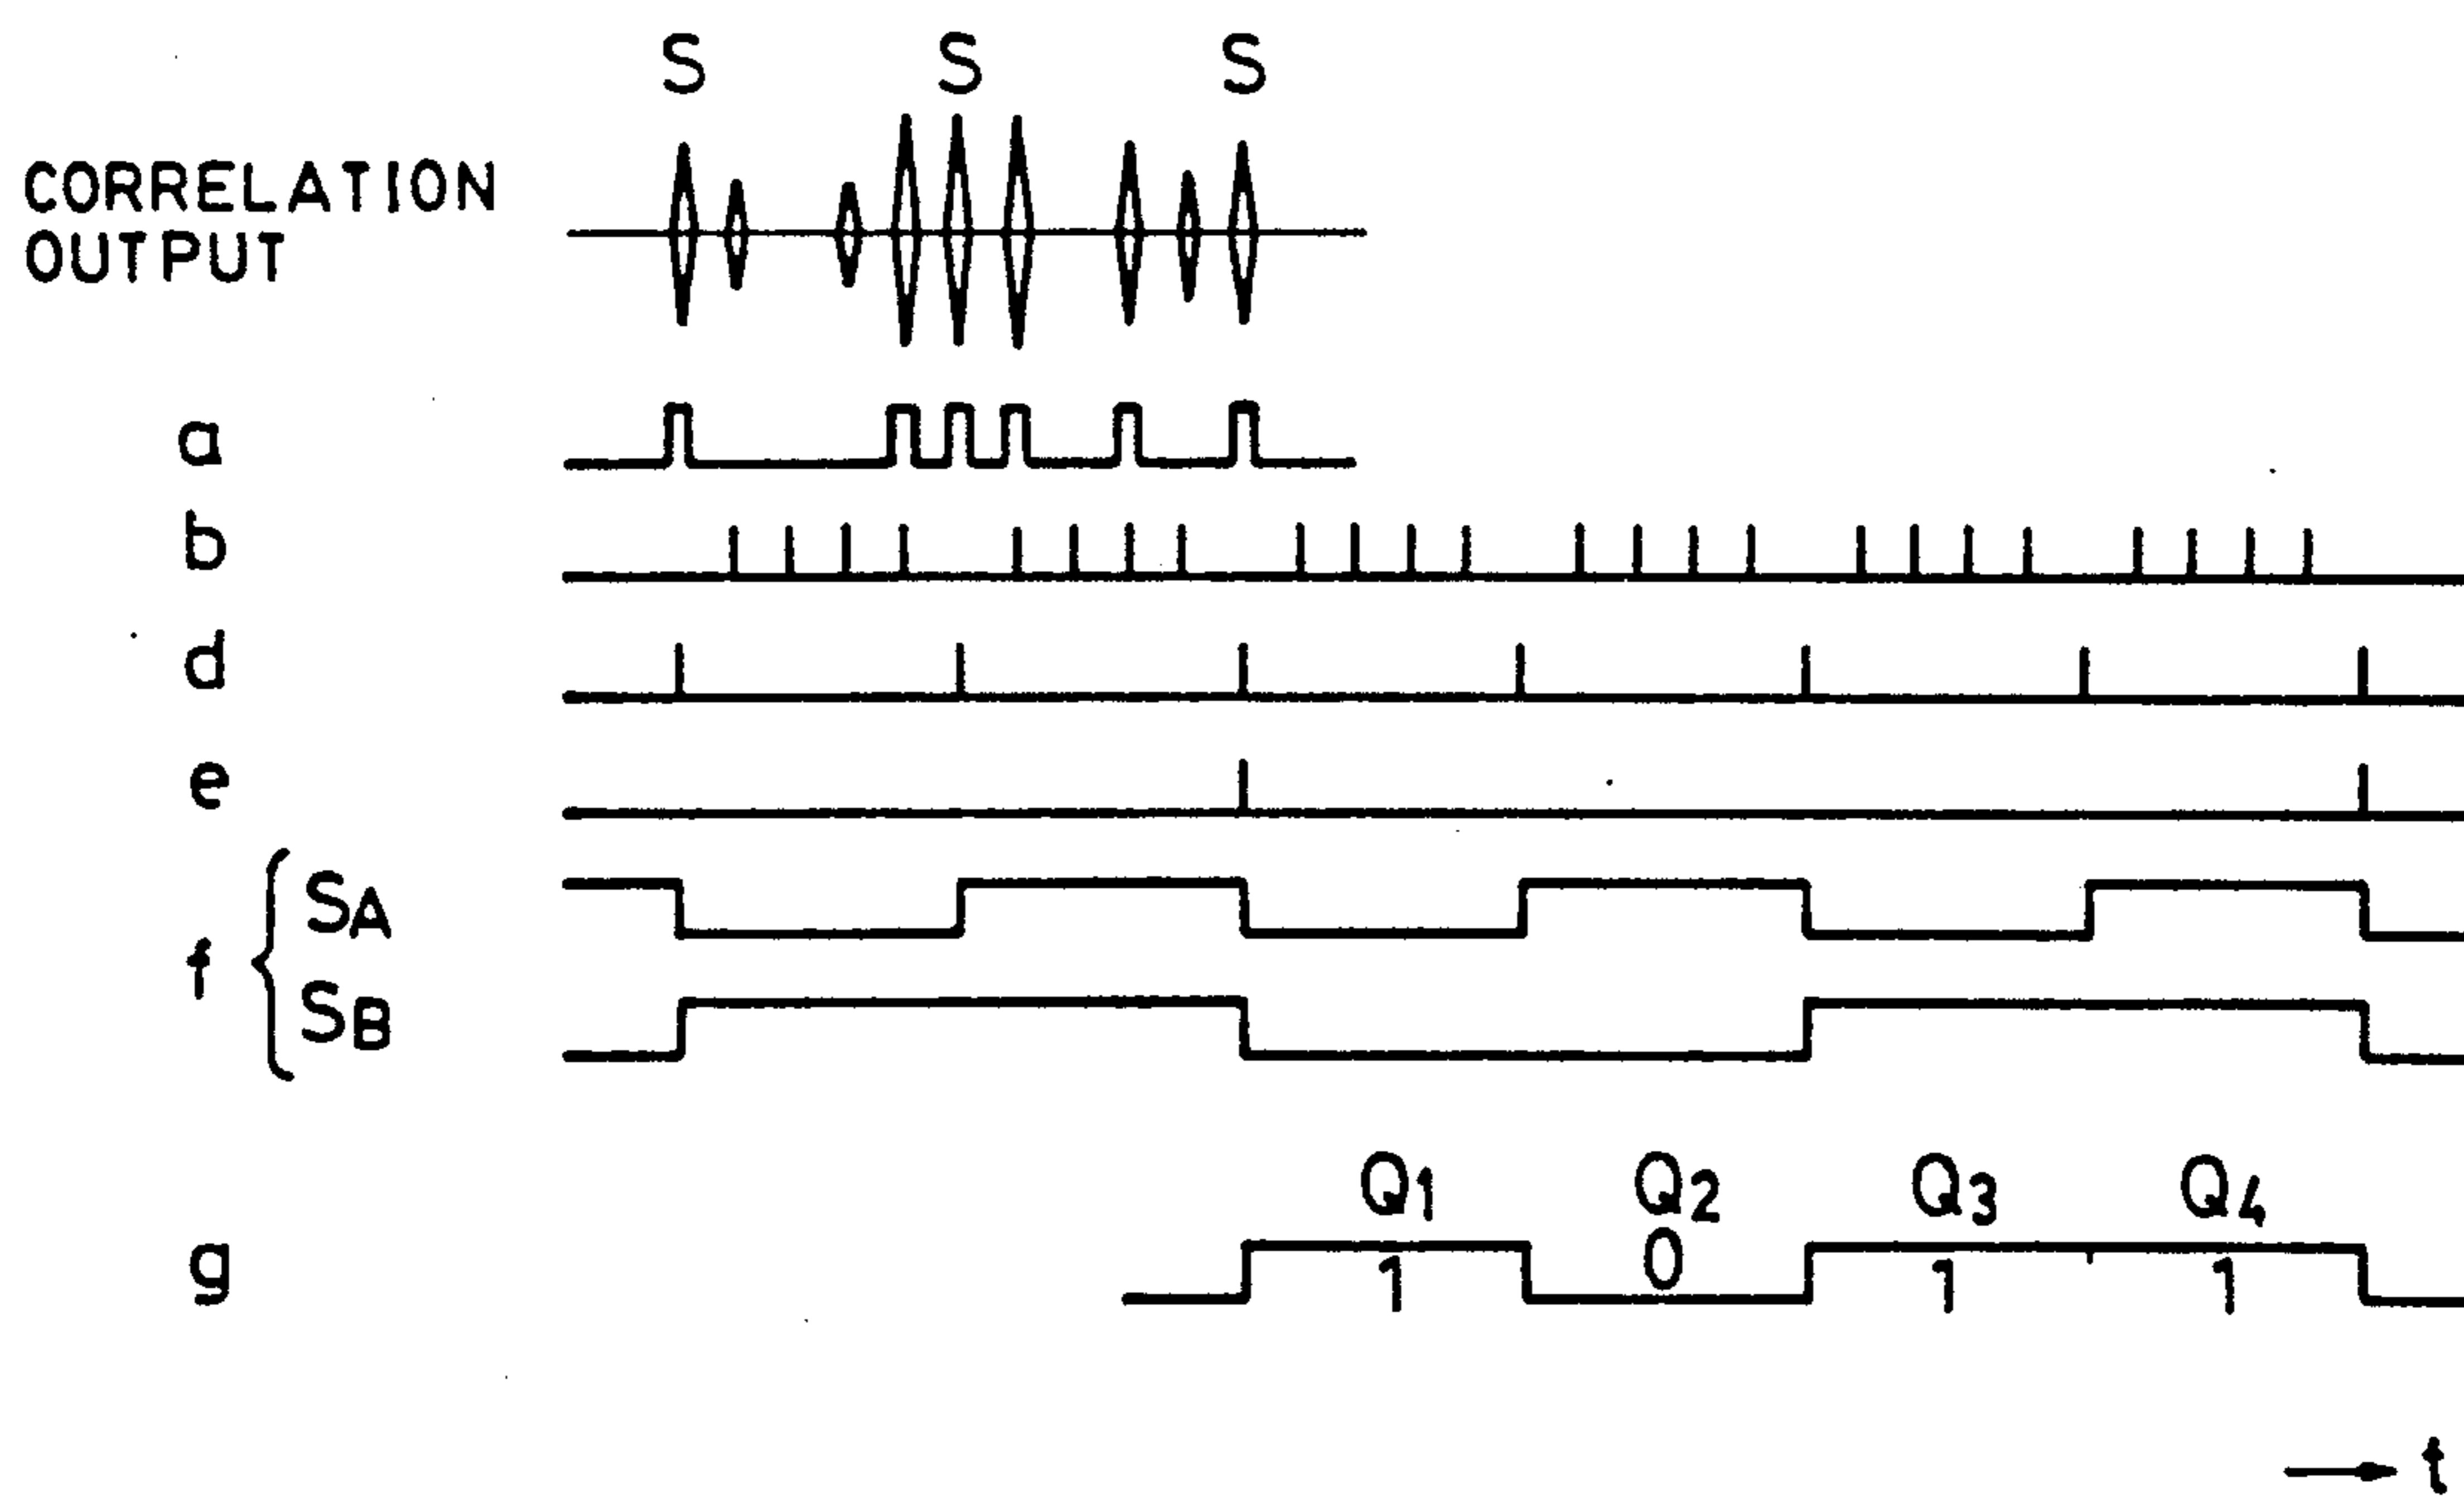 S S S
CORRELATION
OUTPUT
a
b
d
e
f
SA
SB
Q1 Q2 Q3 Q4
g
1 0 1 1
t